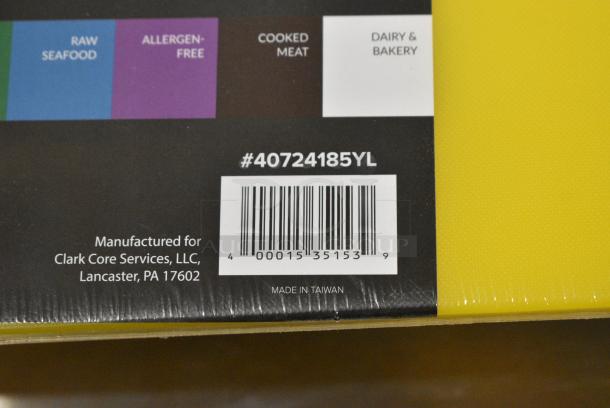 RAW
SEAFOOD
ALLERGEN-
FREE
COOKED
MEAT
DAIRY &
BAKERY
#40724185YL
4 00015 35153 9
Manufactured for
Clark Core Services, LLC,
Lancaster, PA 17602
MADE IN TAIWAN